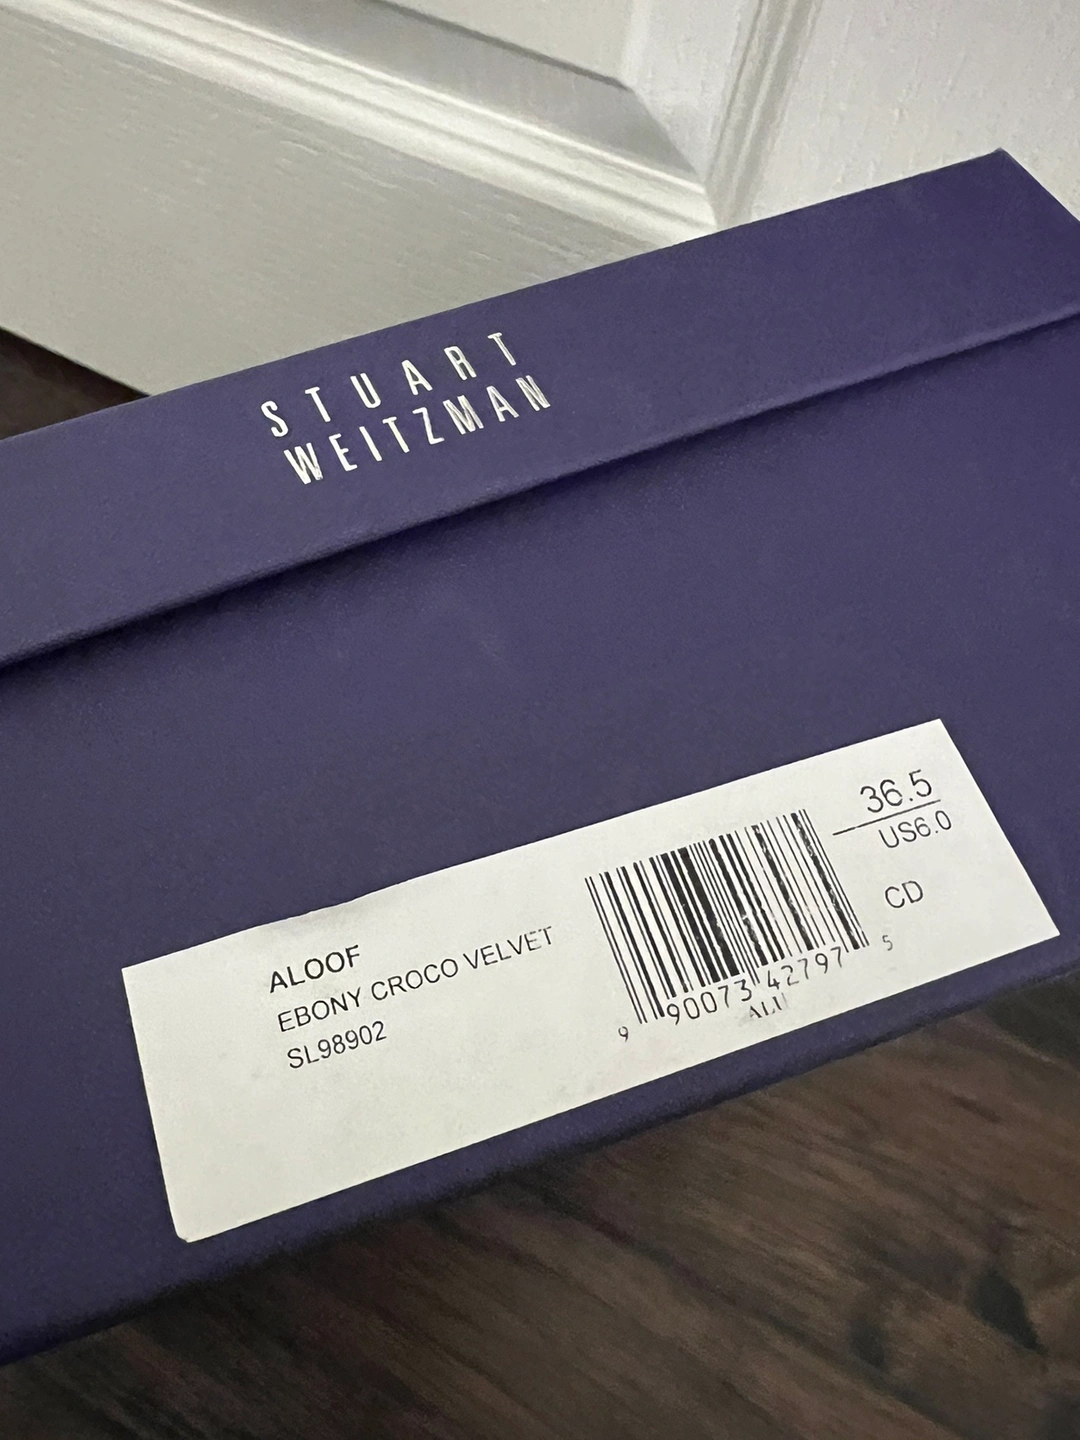 STUART
WEITZMAN
ALOOF
EBONY CROCO VELVET
SL98902
36.5
US6.0
CD
9 90073 42797 5